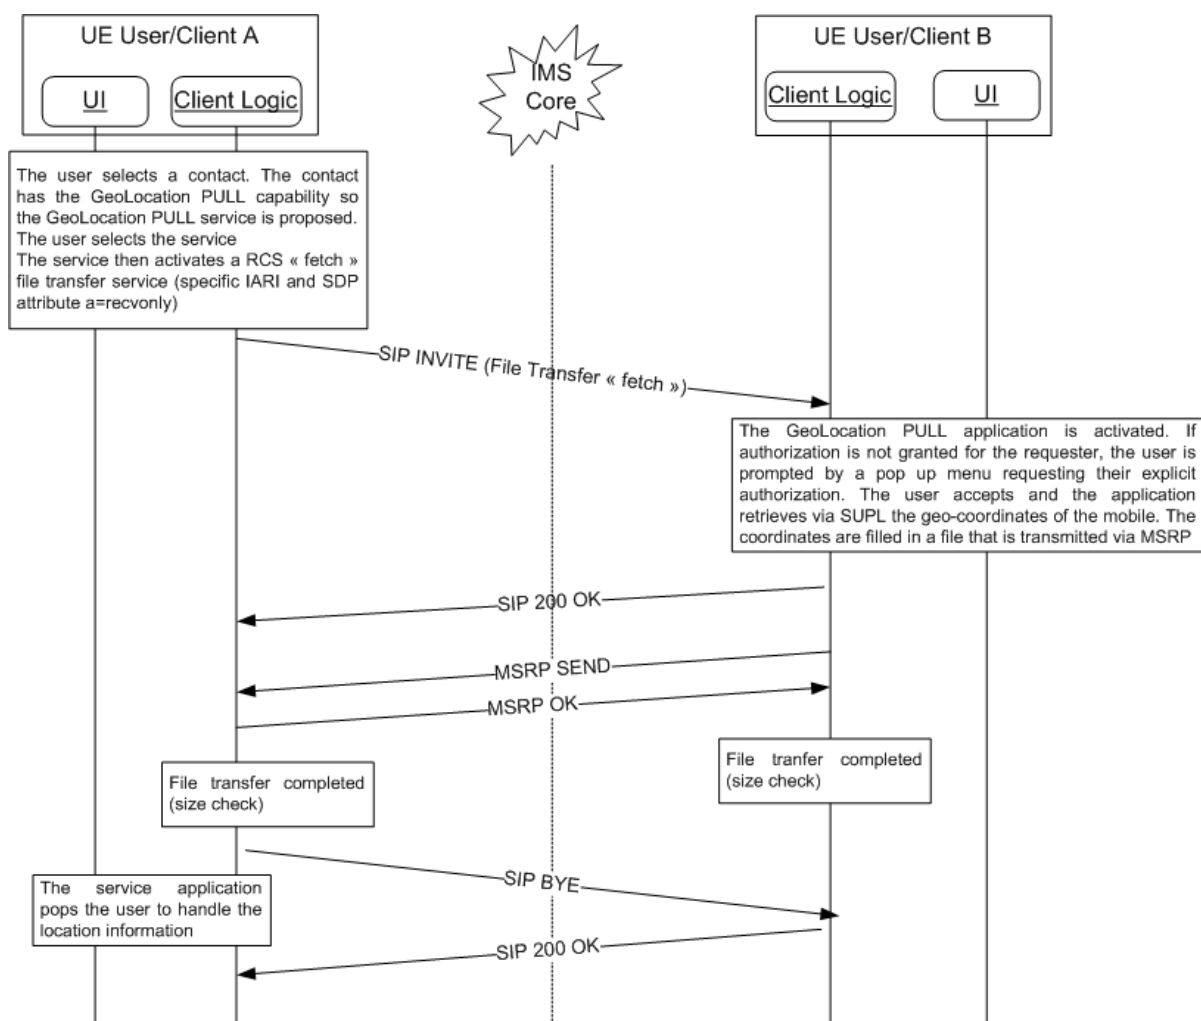 UE User/Client A
UI
Client Logic
IMS
Core
UE User/Client B
Client Logic
UI
The user selects a contact. The contact
has the GeoLocation PULL capability so
the GeoLocation PULL service is proposed.
The user selects the service
The service then activates a RCS « fetch »
file transfer service (specific IARI and SDP
attribute a=recvonly)
SIP INVITE (File Transfer « fetch »)
The GeoLocation PULL application is activated. If
authorization is not granted for the requester, the user is
prompted by a pop up menu requesting their explicit
authorization. The user accepts and the application
retrieves via SUPL the geo-coordinates of the mobile. The
coordinates are filled in a file that is transmitted via MSRP
SIP 200 OK
MSRP SEND
MSRP OK
File transfer completed
(size check)
File tranfer completed
(size check)
SIP BYE
The service application
pops the user to handle the
location information
SIP 200 OK